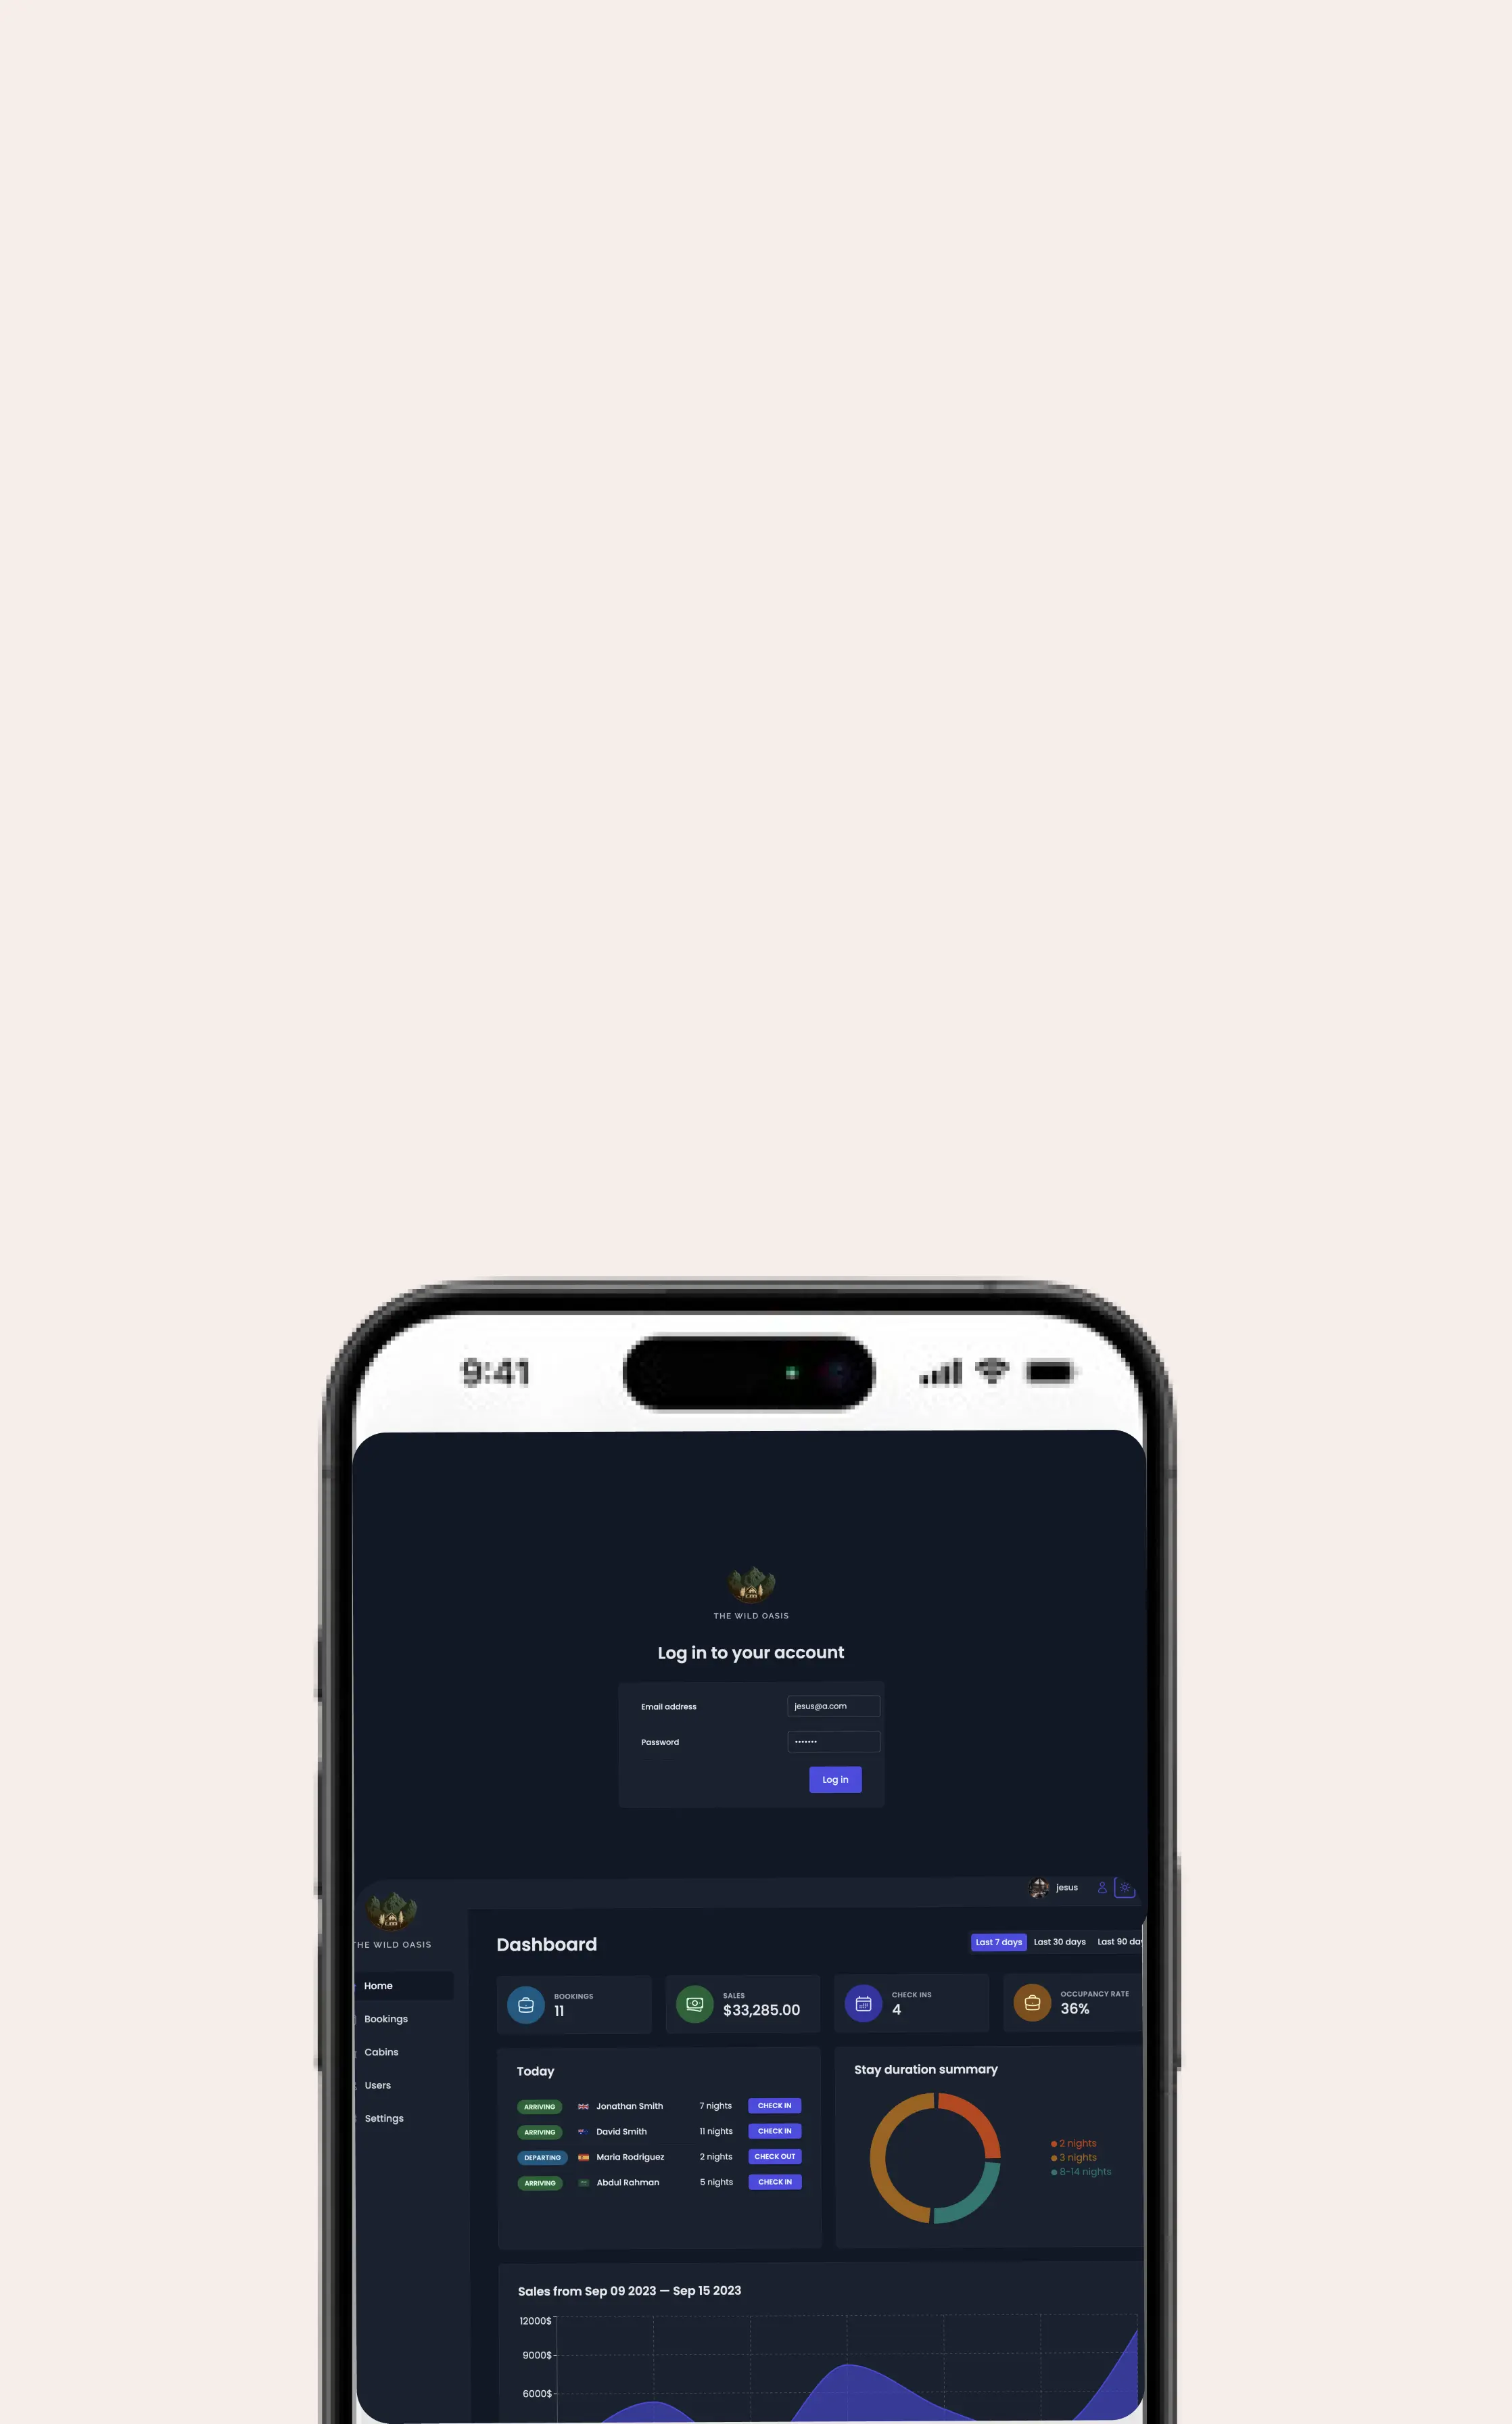 9:41
THE WILD OASIS
Log in to your account
Email address jesus@a.com
Password •••••••
Log in
jesus
THE WILD OASIS
Dashboard
Last 7 days Last 30 days Last 90 day
Home
Bookings
Cabins
Users
Settings
BOOKINGS
11
SALES
$33,285.00
CHECK INS
4
OCCUPANCY RATE
36%
Today
ARRIVING Jonathan Smith 7 nights CHECK IN
ARRIVING David Smith 11 nights CHECK IN
DEPARTING Maria Rodriguez 2 nights CHECK OUT
ARRIVING Abdul Rahman 5 nights CHECK IN
Stay duration summary
2 nights
3 nights
8-14 nights
Sales from Sep 09 2023 — Sep 15 2023
12000$
9000$
6000$